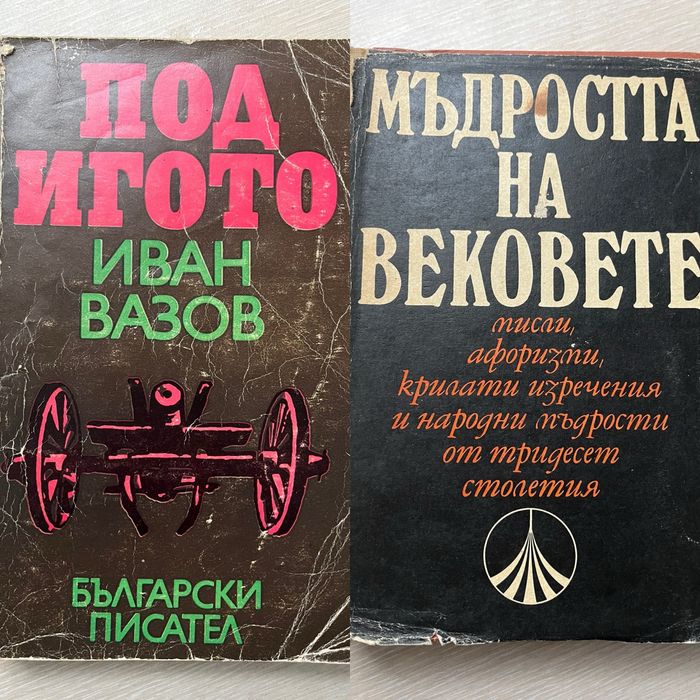 ПОД
ИГОТО
ИВАН
ВАЗОВ
БЪЛГАРСКИ
ПИСАТЕЛ
МЪДРОСТТА
НА
ВЕКОВЕТЕ
мисли,
афоризми,
крилати изречения
и народни мъдрости
от тридесет
столетия